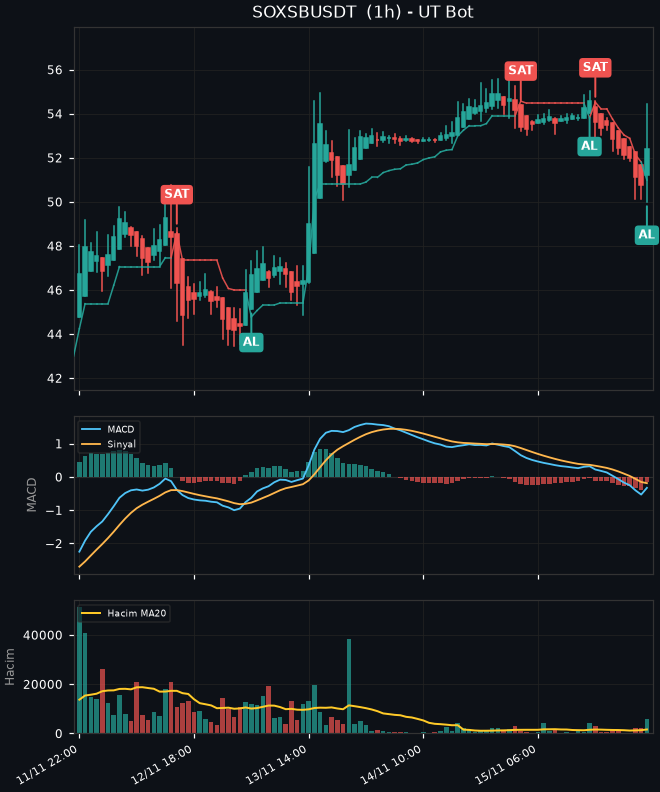 SOXSBUSDT  (1h) - UT Bot
56
54
52
50
48
46
44
42
SAT
AL
SAT
SAT
AL
AL
MACD
Sinyal
1
0
−1
−2
MACD
Hacim MA20
40000
20000
0
Hacim
11/11 22:00
12/11 18:00
13/11 14:00
14/11 10:00
15/11 06:00